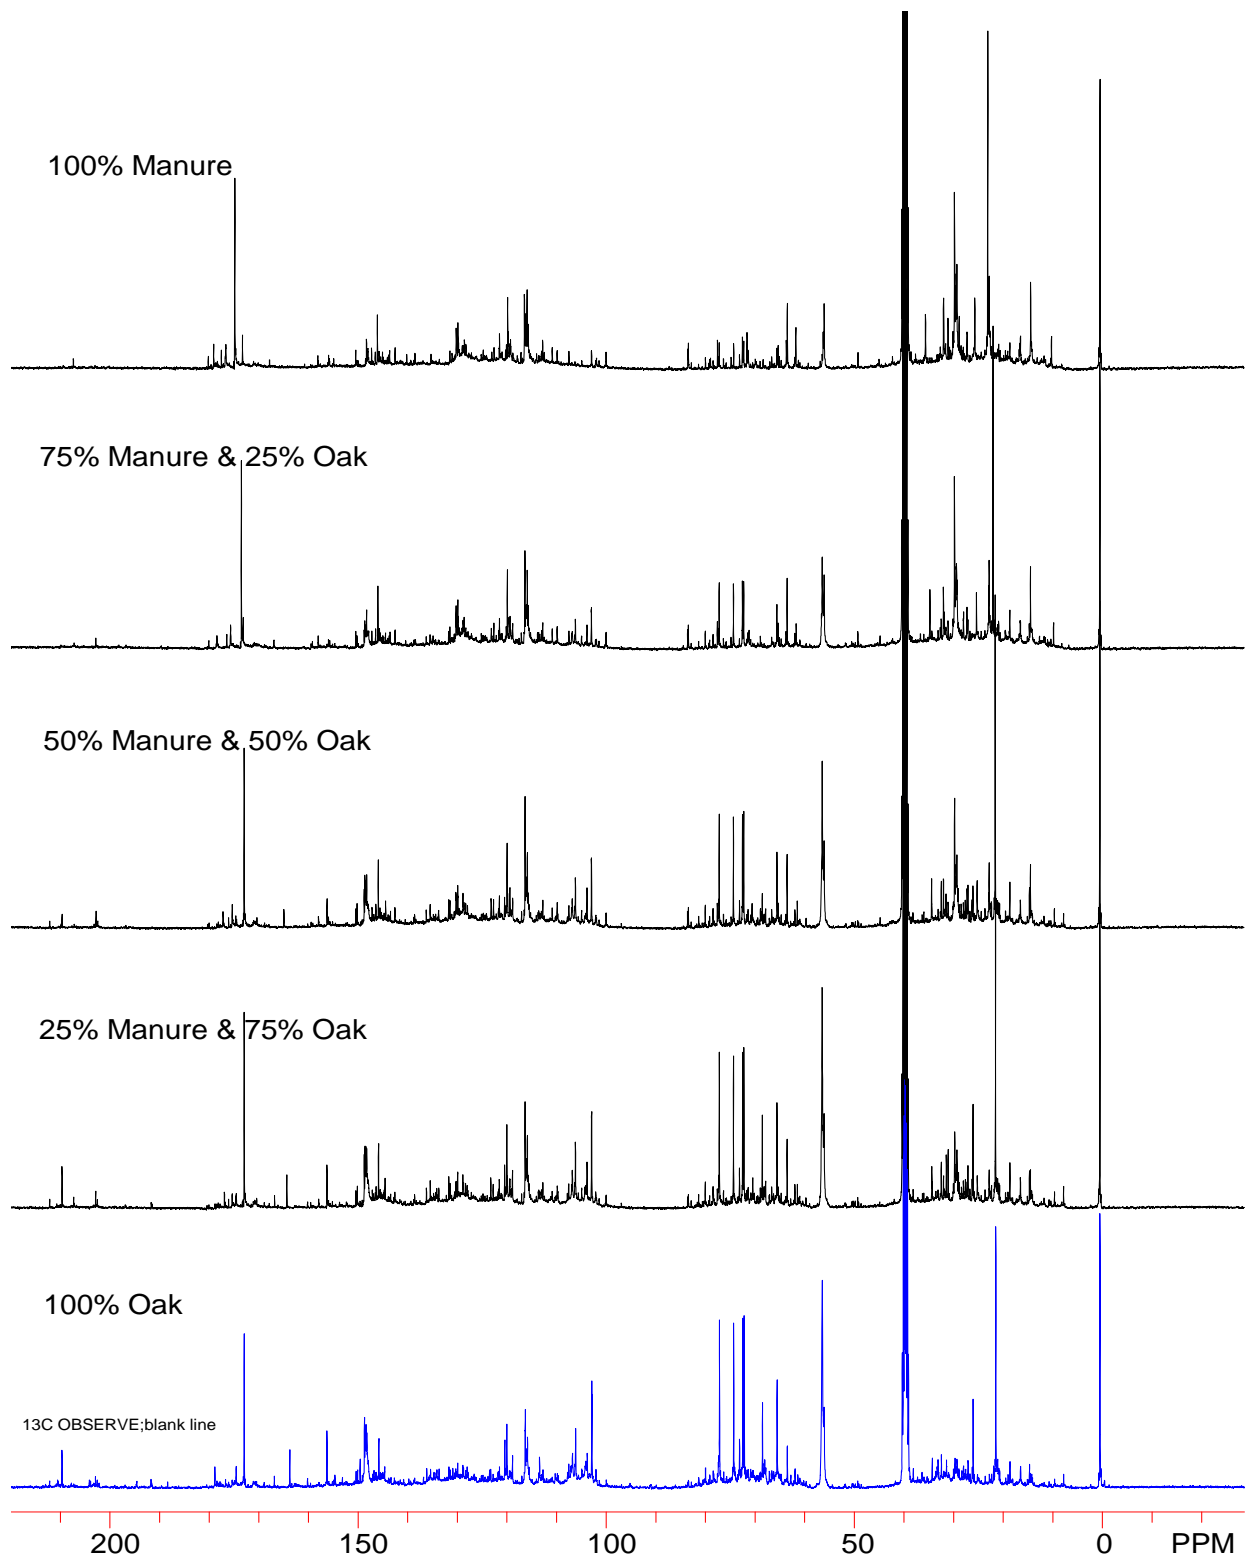 100% Manure
75% Manure & 25% Oak
50% Manure & 50% Oak
25% Manure & 75% Oak
100% Oak
13C OBSERVE;blank line
200 150 100 50 0 PPM